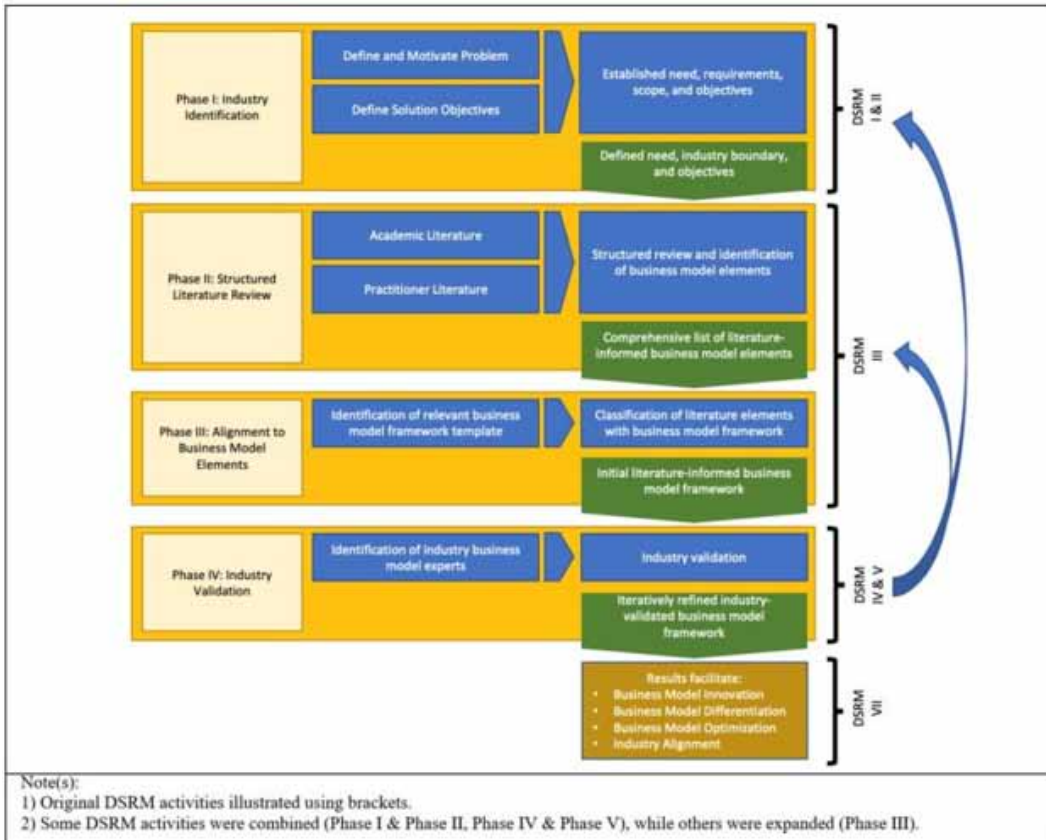 Phase I: Industry
Identification
Define and Motivate Problem
Define Solution Objectives
Established need, requirements,
scope, and objectives
Defined need, industry boundary,
and objectives
DSRM
I & II
Phase II: Structured
Literature Review
Academic Literature
Practitioner Literature
Structured review and identification
of business model elements
Comprehensive list of literature-
informed business model elements
DSRM
III
Phase III: Alignment to
Business Model
Elements
Identification of relevant business
model framework template
Classification of literature elements
with business model framework
Initial literature-informed business
model framework
Phase IV: Industry
Validation
Identification of industry business
model experts
Industry validation
Iteratively refined industry-
validated business model
framework
DSRM
IV & V
Results facilitate:
• Business Model Innovation
• Business Model Differentiation
• Business Model Optimization
• Industry Alignment
DSRM
VII
Note(s):
1) Original DSRM activities illustrated using brackets.
2) Some DSRM activities were combined (Phase I & Phase II, Phase IV & Phase V), while others were expanded (Phase III).